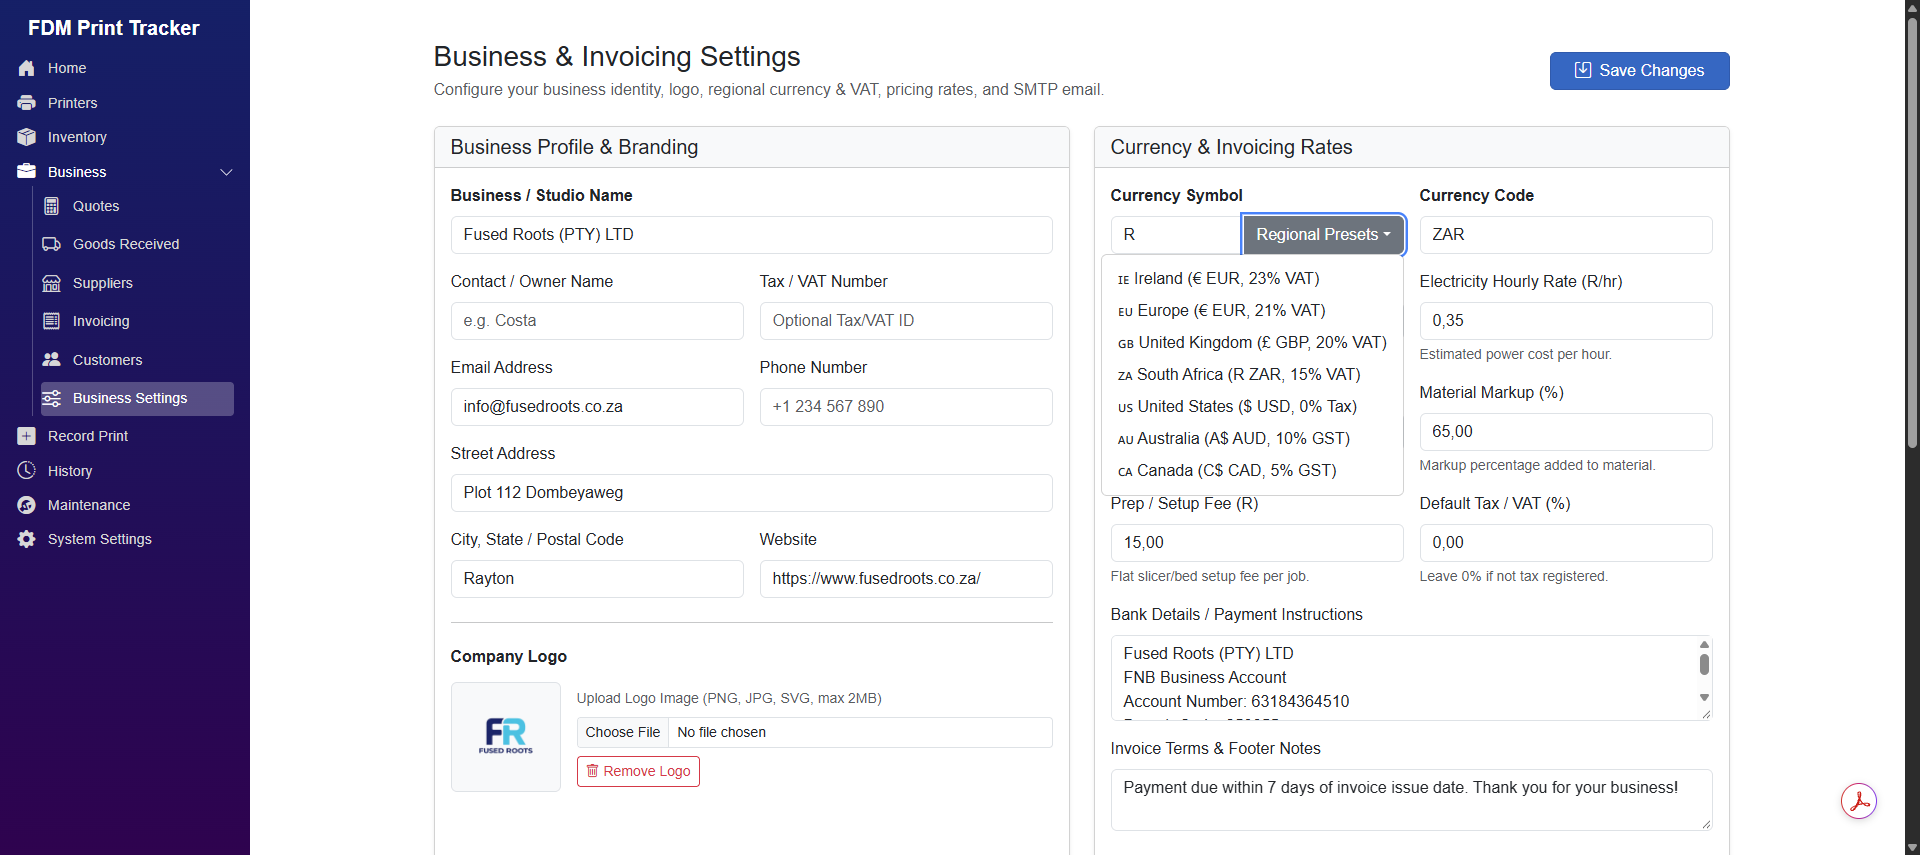 FDM Print Tracker
Home
Printers
Inventory
Business
Quotes
Goods Received
Suppliers
Invoicing
Customers
Business Settings
Record Print
History
Maintenance
System Settings
Business & Invoicing Settings
Configure your business identity, logo, regional currency & VAT, pricing rates, and SMTP email.
Save Changes
Business Profile & Branding
Business / Studio Name
Fused Roots (PTY) LTD
Contact / Owner Name
Tax / VAT Number
e.g. Costa
Optional Tax/VAT ID
Email Address
Phone Number
info@fusedroots.co.za
+1 234 567 890
Street Address
Plot 112 Dombeyaweg
City, State / Postal Code
Website
Rayton
https://www.fusedroots.co.za/
Company Logo
FR
FUSED ROOTS
Upload Logo Image (PNG, JPG, SVG, max 2MB)
Choose File No file chosen
Remove Logo
Currency & Invoicing Rates
Currency Symbol
Currency Code
R
Regional Presets
ZAR
IE Ireland (€ EUR, 23% VAT)
EU Europe (€ EUR, 21% VAT)
GB United Kingdom (£ GBP, 20% VAT)
ZA South Africa (R ZAR, 15% VAT)
US United States ($ USD, 0% Tax)
AU Australia (A$ AUD, 10% GST)
CA Canada (C$ CAD, 5% GST)
Electricity Hourly Rate (R/hr)
0,35
Estimated power cost per hour.
Material Markup (%)
65,00
Markup percentage added to material.
Prep / Setup Fee (R)
Default Tax / VAT (%)
15,00
0,00
Flat slicer/bed setup fee per job.
Leave 0% if not tax registered.
Bank Details / Payment Instructions
Fused Roots (PTY) LTD
FNB Business Account
Account Number: 63184364510
Invoice Terms & Footer Notes
Payment due within 7 days of invoice issue date. Thank you for your business!